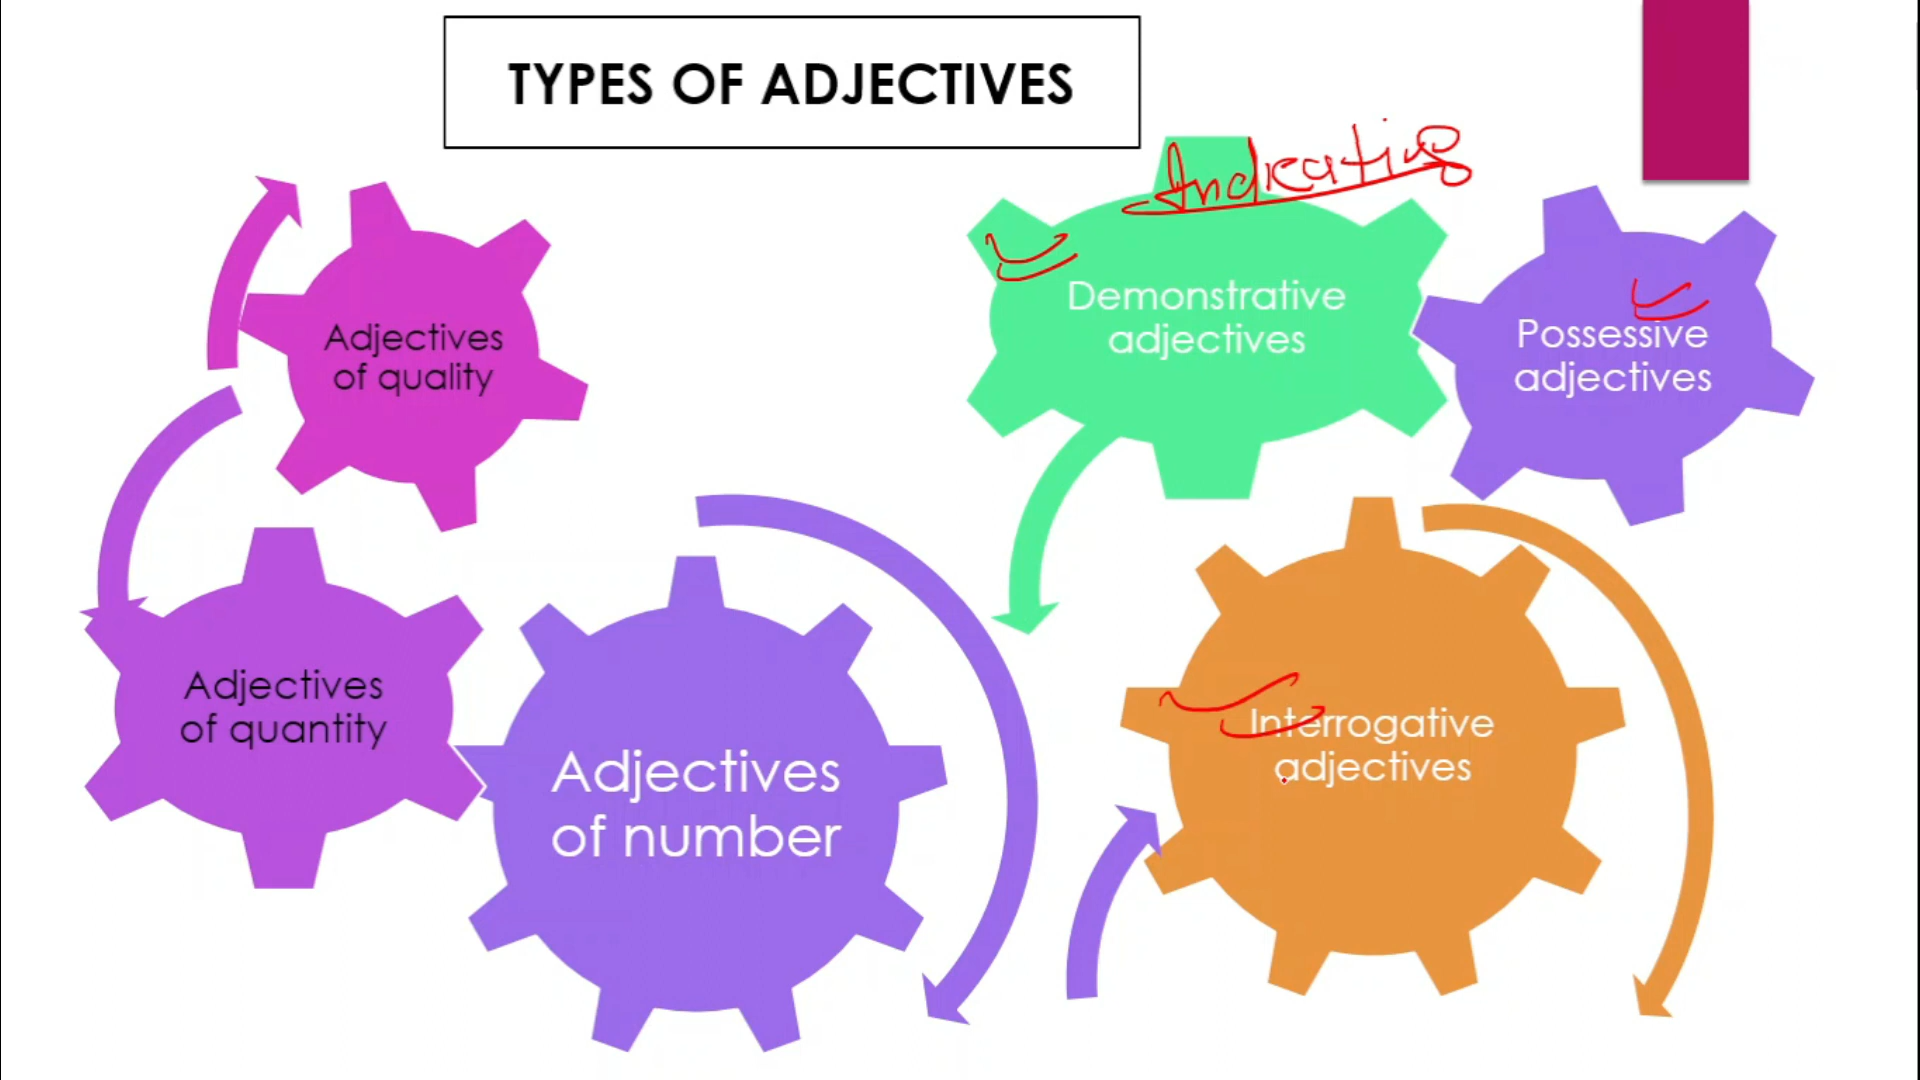 TYPES OF ADJECTIVES
Indicating
Adjectives
of quality
Demonstrative
adjectives
Possessive
adjectives
Adjectives
of quantity
Adjectives
of number
Interrogative
adjectives